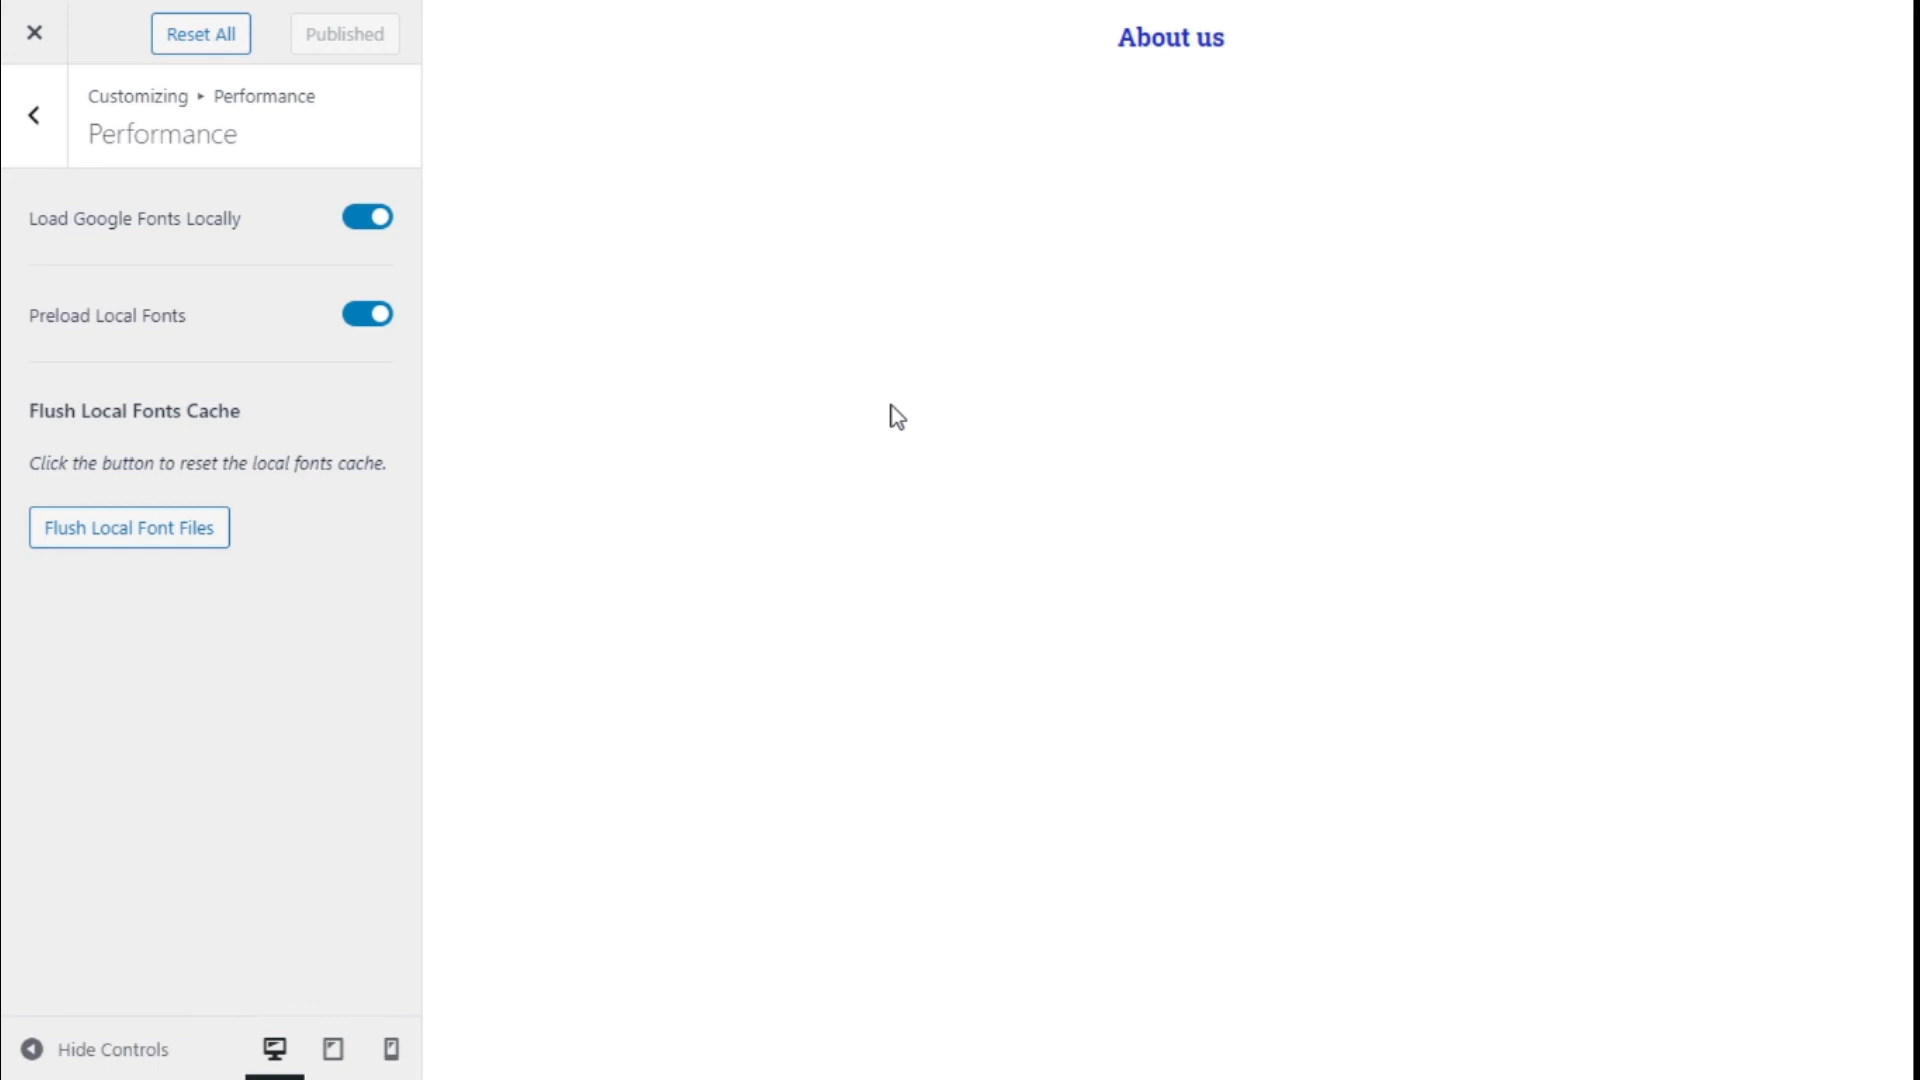 Reset All
Published
Customizing ▸ Performance
Performance
Load Google Fonts Locally
Preload Local Fonts
Flush Local Fonts Cache
Click the button to reset the local fonts cache.
Flush Local Font Files
Hide Controls
About us